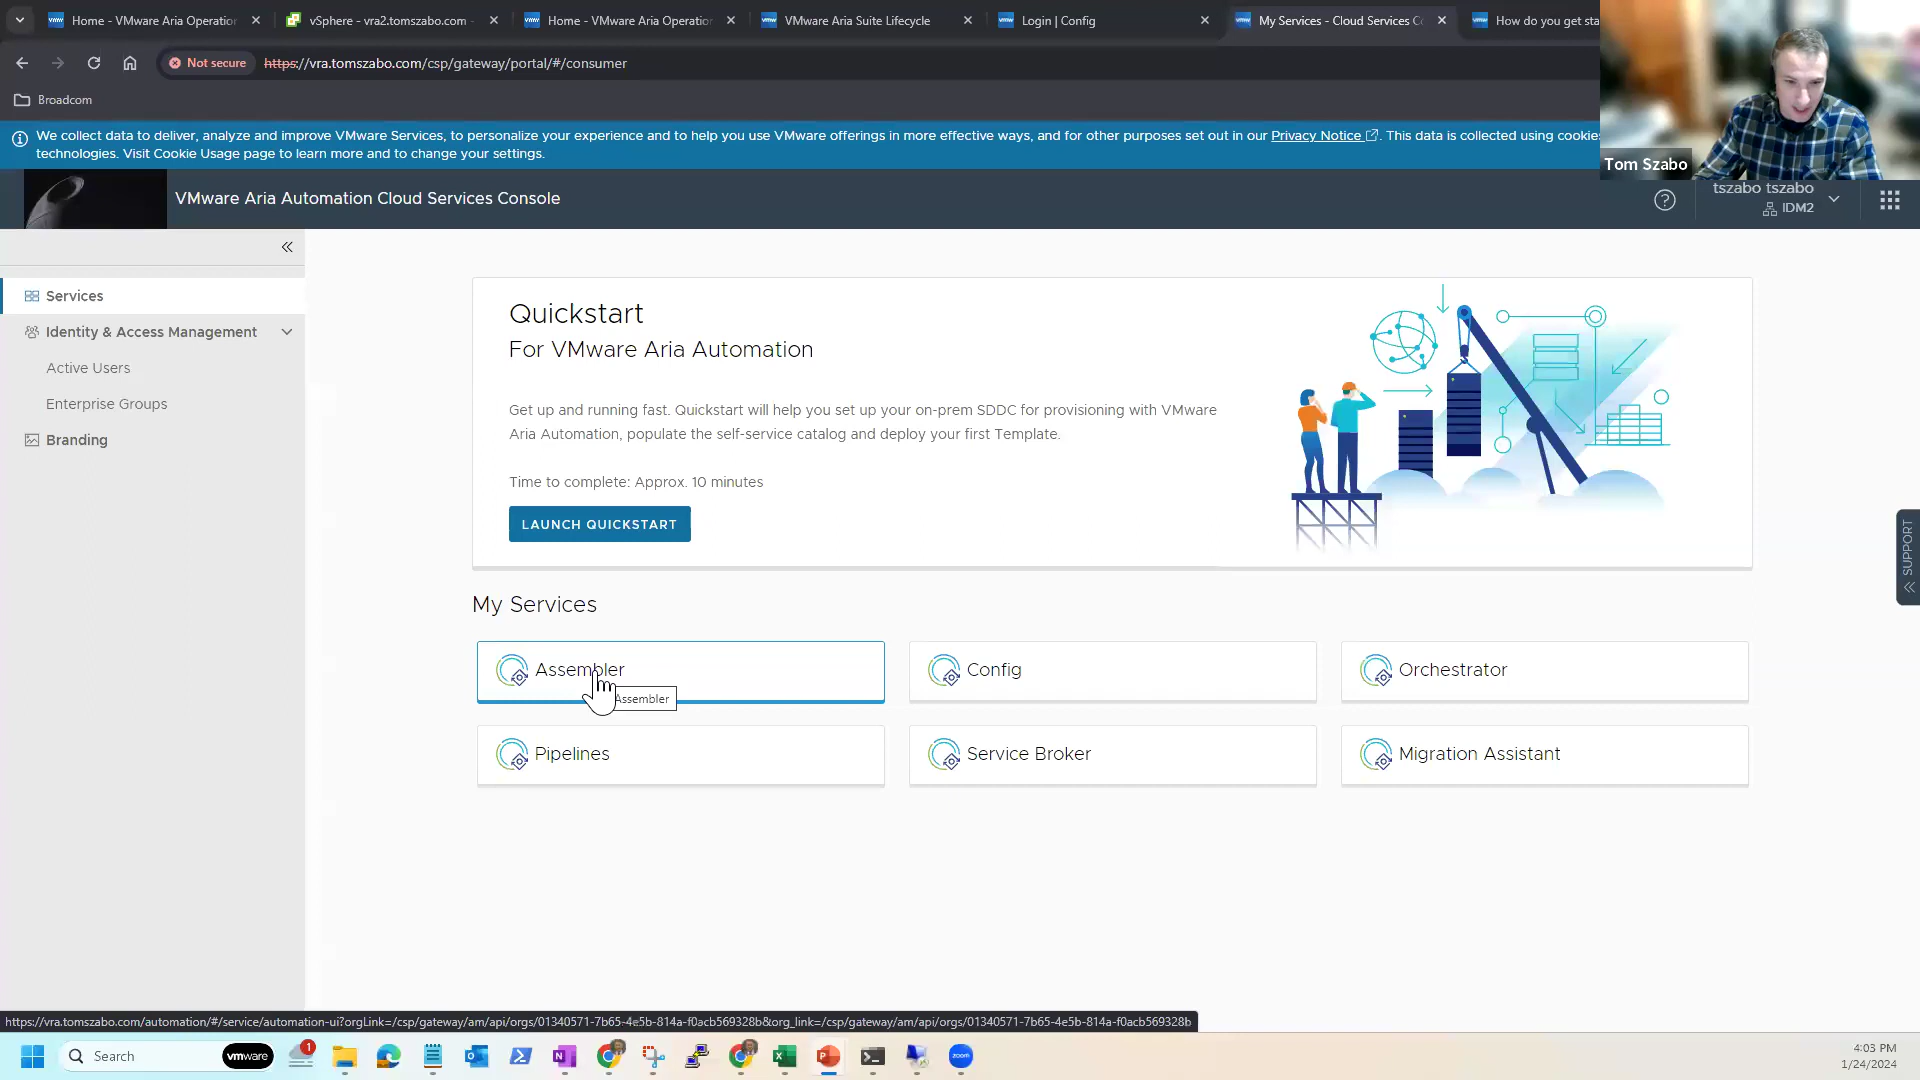 Home - VMware Aria Operation
vSphere - vra2.tomszabo.com -
Home - VMware Aria Operation
VMware Aria Suite Lifecycle
Login | Config
My Services - Cloud Services Co
How do you get sta
Not secure
https://vra.tomszabo.com/csp/gateway/portal/#/consumer
Broadcom
We collect data to deliver, analyze and improve VMware Services, to personalize your experience and to help you use VMware offerings in more effective ways, and for other purposes set out in our Privacy Notice. This data is collected using cookie
technologies. Visit Cookie Usage page to learn more and to change your settings.
Tom Szabo
VMware Aria Automation Cloud Services Console
tszabo tszabo
IDM2
Services
Identity & Access Management
Active Users
Enterprise Groups
Branding
Quickstart
For VMware Aria Automation
Get up and running fast. Quickstart will help you set up your on-prem SDDC for provisioning with VMware
Aria Automation, populate the self-service catalog and deploy your first Template.
Time to complete: Approx. 10 minutes
LAUNCH QUICKSTART
SUPPORT
My Services
Assembler
Assembler
Config
Orchestrator
Pipelines
Service Broker
Migration Assistant
https://vra.tomszabo.com/automation/#/service/automation-ui?orgLink=/csp/gateway/am/api/orgs/01340571-7b65-4e5b-814a-f0acb569328b&org_link=/csp/gateway/am/api/orgs/01340571-7b65-4e5b-814a-f0acb569328b
Search
vmware
1
zoom
4:03 PM
1/24/2024